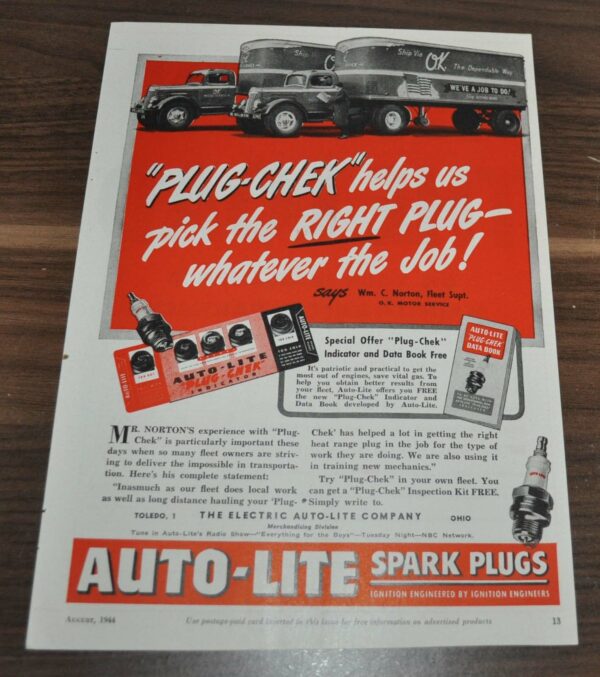 Ship Via OK The Dependable Way
WE'VE A JOB TO DO!
"PLUG-CHEK" helps us
pick the RIGHT PLUG—
whatever the Job!
says Wm. C. Norton, Fleet Supt.
O. K. MOTOR SERVICE
AUTO-LITE
AUTO-LITE
"PLUG-CHEK"
INDICATOR
AUTO-LITE
Special Offer "Plug-Chek"
Indicator and Data Book Free
It's patriotic and practical to get the
most out of engines, save vital gas. To
help you obtain better results from
your fleet, Auto-Lite offers you FREE
the new "Plug-Chek" Indicator and
Data Book developed by Auto-Lite.
AUTO-LITE
"PLUG-CHEK"
DATA BOOK
MR. NORTON'S experience with "Plug-
Chek" is particularly important these
days when so many fleet owners are striv-
ing to deliver the impossible in transporta-
tion. Here's his complete statement:
"Inasmuch as our fleet does local work
as well as long distance hauling your 'Plug-
Chek' has helped a lot in getting the right
heat range plug in the job for the type of
work they are doing. We are also using it
in training new mechanics."
Try "Plug-Chek" in your own fleet. You
can get a "Plug-Chek" Inspection Kit FREE.
Simply write to.
TOLEDO, 1 THE ELECTRIC AUTO-LITE COMPANY OHIO
Merchandising Division
Tune in Auto-Lite's Radio Show—"Everything for the Boys"—Tuesday Night—NBC Network.
AUTO-LITE SPARK PLUGS
IGNITION ENGINEERED BY IGNITION ENGINEERS
AUGUST, 1944
Use postage-paid card inserted in this issue for free information on advertised products
13